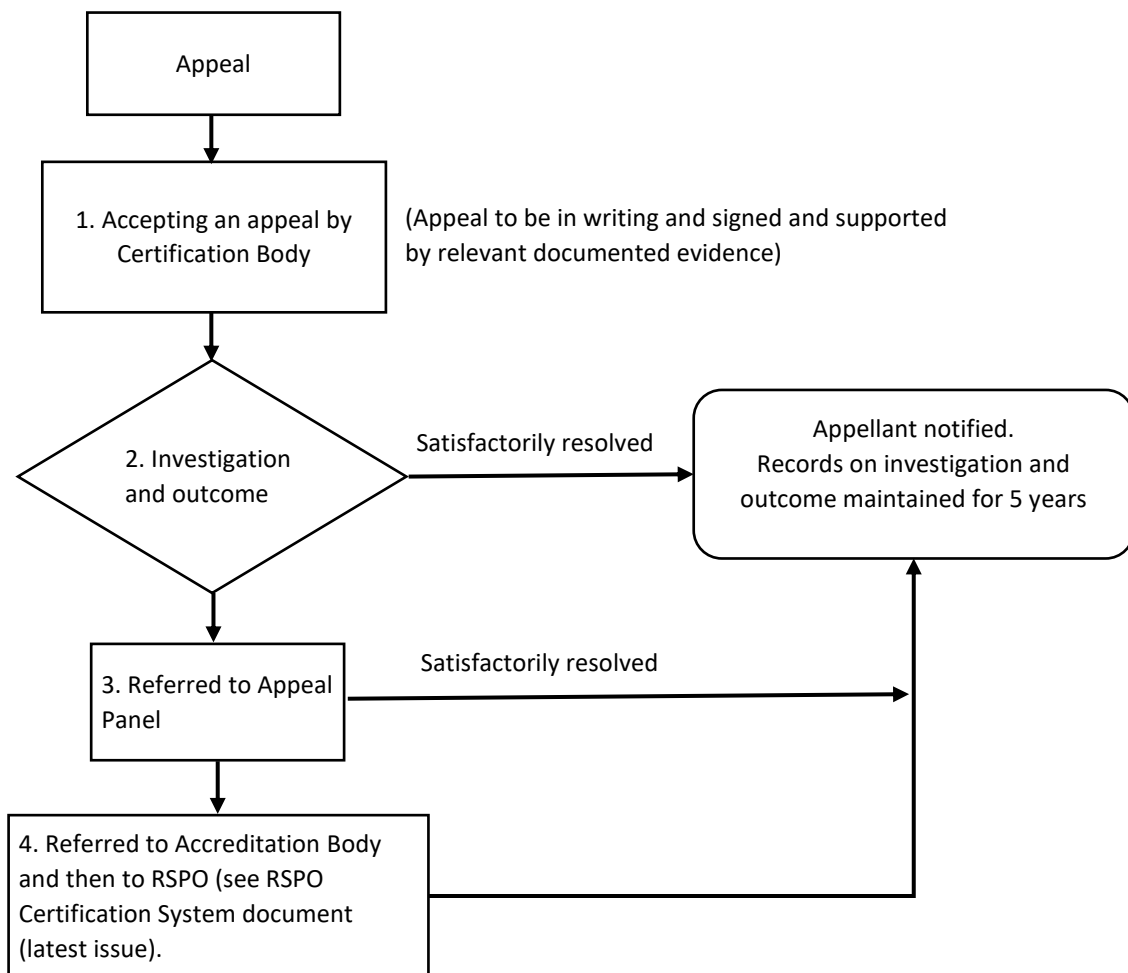 Appeal
1. Accepting an appeal by
Certification Body
(Appeal to be in writing and signed and supported
by relevant documented evidence)
2. Investigation
and outcome
Satisfactorily resolved
Appellant notified.
Records on investigation and
outcome maintained for 5 years
3. Referred to Appeal
Panel
Satisfactorily resolved
4. Referred to Accreditation Body
and then to RSPO (see RSPO
Certification System document
(latest issue).